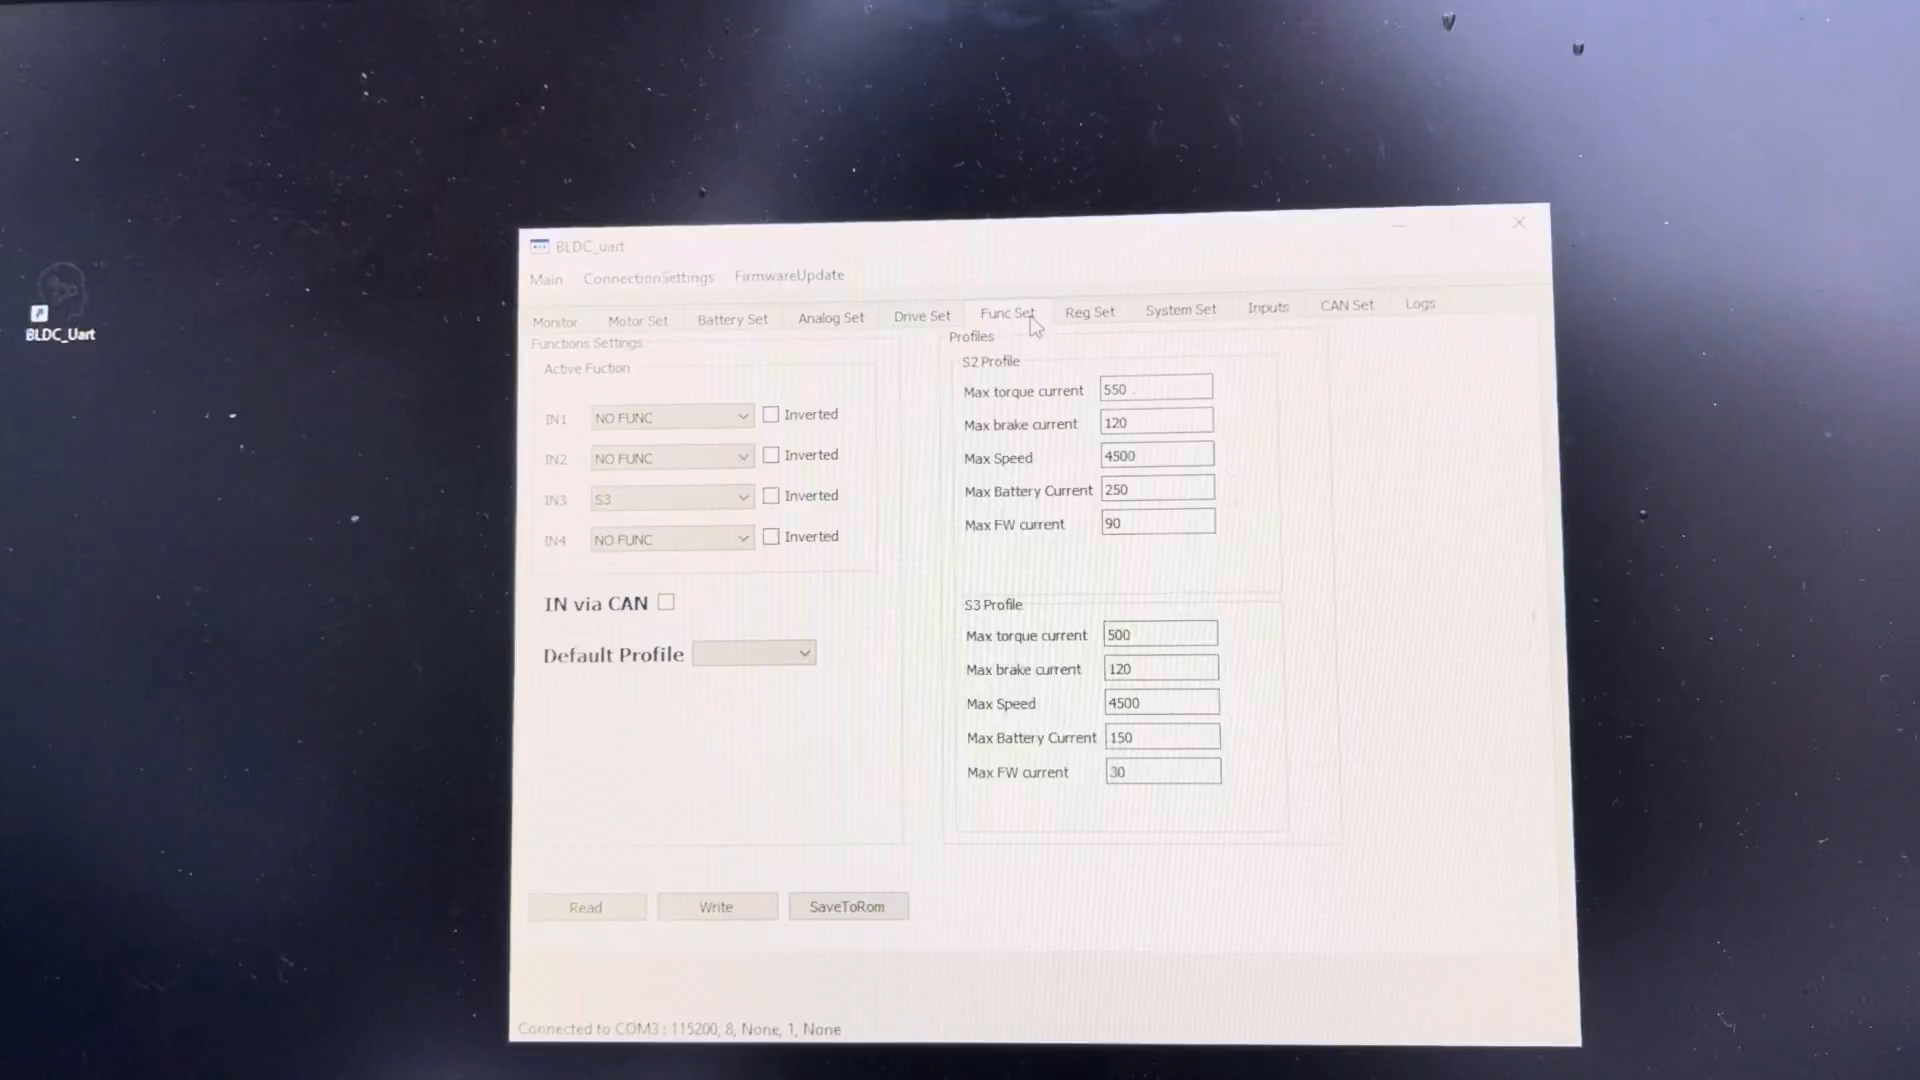 BLDC_Uart
BLDC_uart
Main ConnectionSettings FirmwareUpdate
Monitor Motor Set Battery Set Analog Set Drive Set Func Set Reg Set System Set Inputs CAN Set Logs
Functions Settings
Active Fuction
IN1 NO FUNC Inverted
IN2 NO FUNC Inverted
IN3 S3 Inverted
IN4 NO FUNC Inverted
IN via CAN
Default Profile
Profiles
S2 Profile
Max torque current 550
Max brake current 120
Max Speed 4500
Max Battery Current 250
Max FW current 90
S3 Profile
Max torque current 500
Max brake current 120
Max Speed 4500
Max Battery Current 150
Max FW current 30
Read Write SaveToRom
Connected to COM3 : 115200, 8, None, 1, None